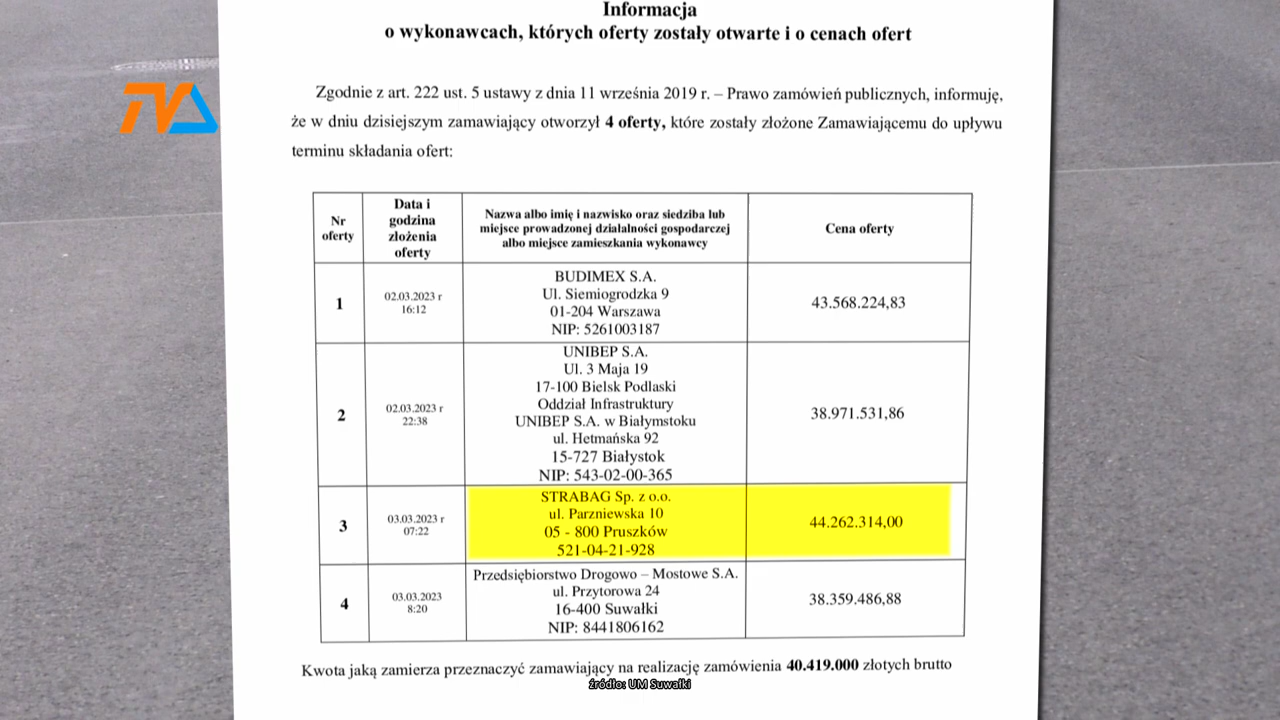 Informacja
o wykonawcach, których oferty zostały otwarte i o cenach ofert
TVA
Zgodnie z art. 222 ust. 5 ustawy z dnia 11 września 2019 r. – Prawo zamówień publicznych, informuję,
że w dniu dzisiejszym zamawiający otworzył 4 oferty, które zostały złożone Zamawiającemu do upływu
terminu składania ofert:
Nr
oferty
Data i
godzina
złożenia
oferty
Nazwa albo imię i nazwisko oraz siedziba lub
miejsce prowadzonej działalności gospodarczej
albo miejsce zamieszkania wykonawcy
Cena oferty
1
02.03.2023 r
16:12
BUDIMEX S.A.
Ul. Siemiogrodzka 9
01-204 Warszawa
NIP: 5261003187
43.568.224,83
2
02.03.2023 r
22:38
UNIBEP S.A.
Ul. 3 Maja 19
17-100 Bielsk Podlaski
Oddział Infrastruktury
UNIBEP S.A. w Białymstoku
ul. Hetmańska 92
15-727 Białystok
NIP: 543-02-00-365
38.971.531,86
3
03.03.2023 r
07:22
STRABAG Sp. z o.o.
ul. Parzniewska 10
05 - 800 Pruszków
521-04-21-928
44.262.314,00
4
03.03.2023
8:20
Przedsiębiorstwo Drogowo – Mostowe S.A.
ul. Przytorowa 24
16-400 Suwałki
NIP: 8441806162
38.359.486,88
Kwota jaką zamierza przeznaczyć zamawiający na realizację zamówienia 40.419.000 złotych brutto
źródło: UM Suwałki